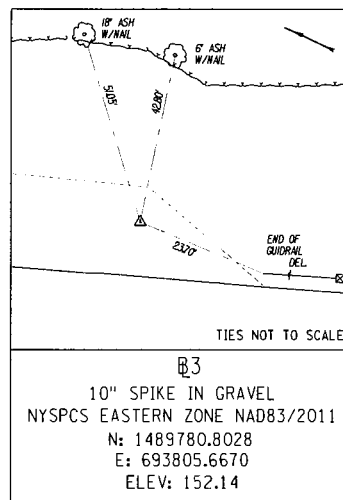 18" ASH
W/NAIL
6" ASH
W/NAIL
51.05'
42.80'
23.70'
END OF
GUIDRAIL
DEL.
TIES NOT TO SCALE
BL3
10" SPIKE IN GRAVEL
NYSPCS EASTERN ZONE NAD83/2011
N: 1489780.8028
E: 693805.6670
ELEV: 152.14